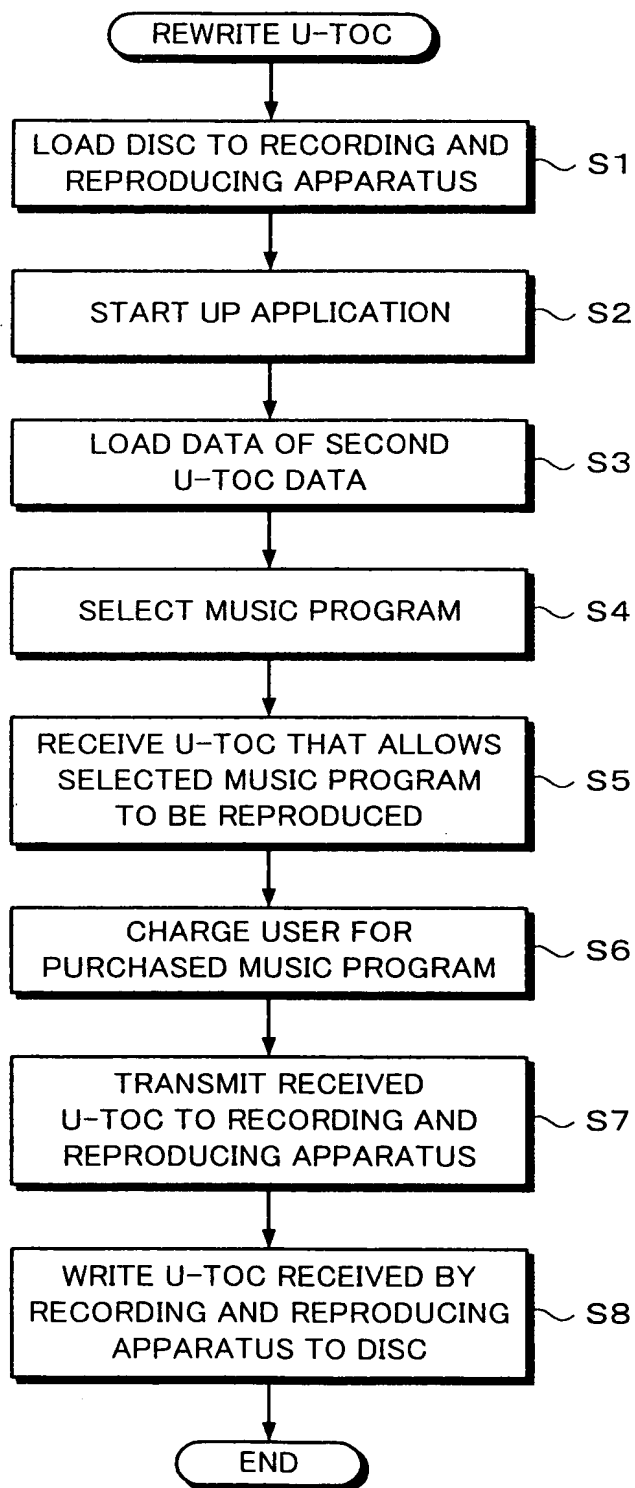 REWRITE U-TOC
LOAD DISC TO RECORDING AND
REPRODUCING APPARATUS
S1
START UP APPLICATION
S2
LOAD DATA OF SECOND
U-TOC DATA
S3
SELECT MUSIC PROGRAM
S4
RECEIVE U-TOC THAT ALLOWS
SELECTED MUSIC PROGRAM
TO BE REPRODUCED
S5
CHARGE USER FOR
PURCHASED MUSIC PROGRAM
S6
TRANSMIT RECEIVED
U-TOC TO RECORDING AND
REPRODUCING APPARATUS
S7
WRITE U-TOC RECEIVED BY
RECORDING AND REPRODUCING
APPARATUS TO DISC
S8
END